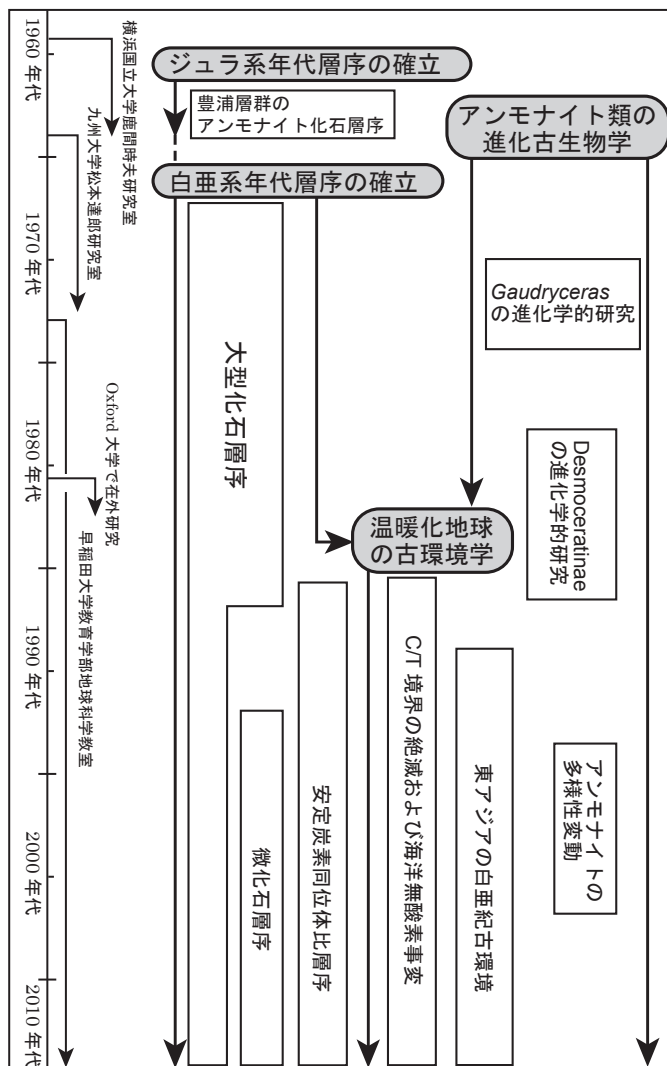 1960 年代
1970 年代
1980 年代
1990 年代
2000 年代
2010 年代
横浜国立大学鹿間時夫研究室
九州大学松本達郎研究室
Oxford 大学で在外研究
早稲田大学教育学部地球科学教室
ジュラ系年代層序の確立
豊浦層群の
アンモナイト化石層序
白亜系年代層序の確立
アンモナイト類の
進化古生物学
Gaudryceras
の進化学的研究
大型化石層序
Desmoceratinae
の進化学的研究
温暖化地球
の古環境学
微化石層序
安定炭素同位体比層序
C/T 境界の絶滅および海洋無酸素事変
東アジアの白亜紀古環境
アンモナイトの
多様性変動